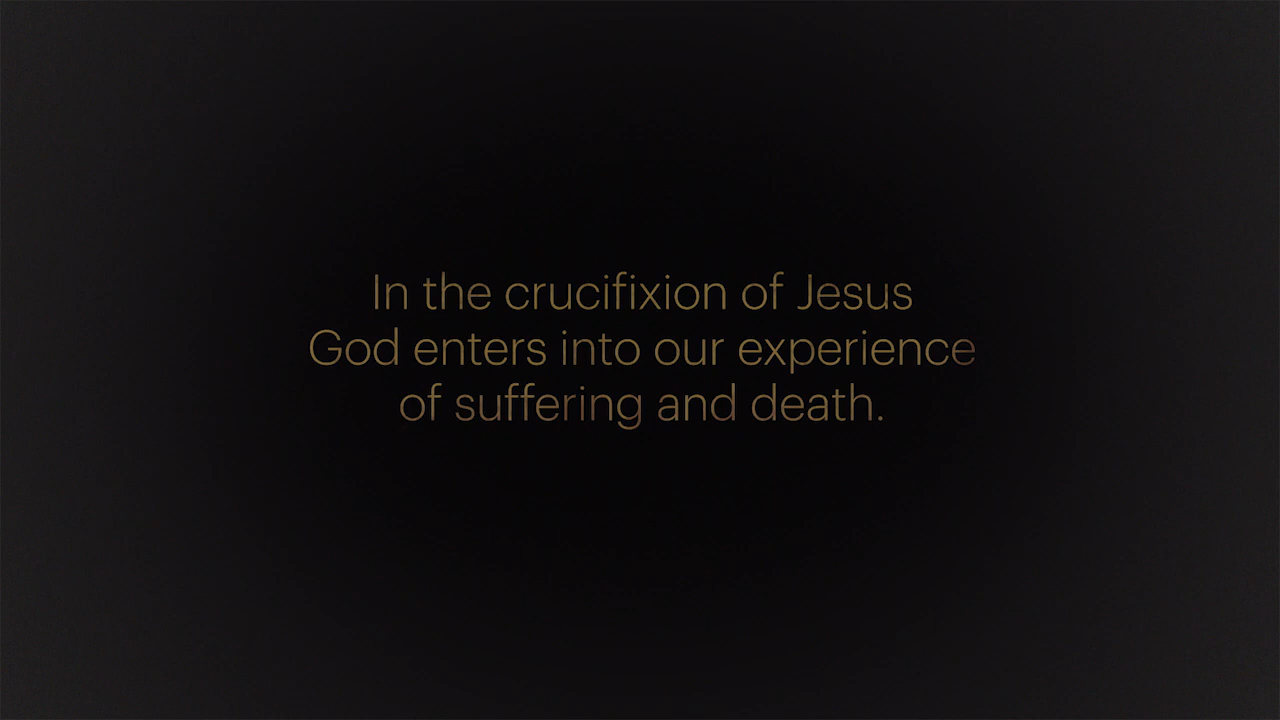 In the crucifixion of Jesus
God enters into our experience
of suffering and death.